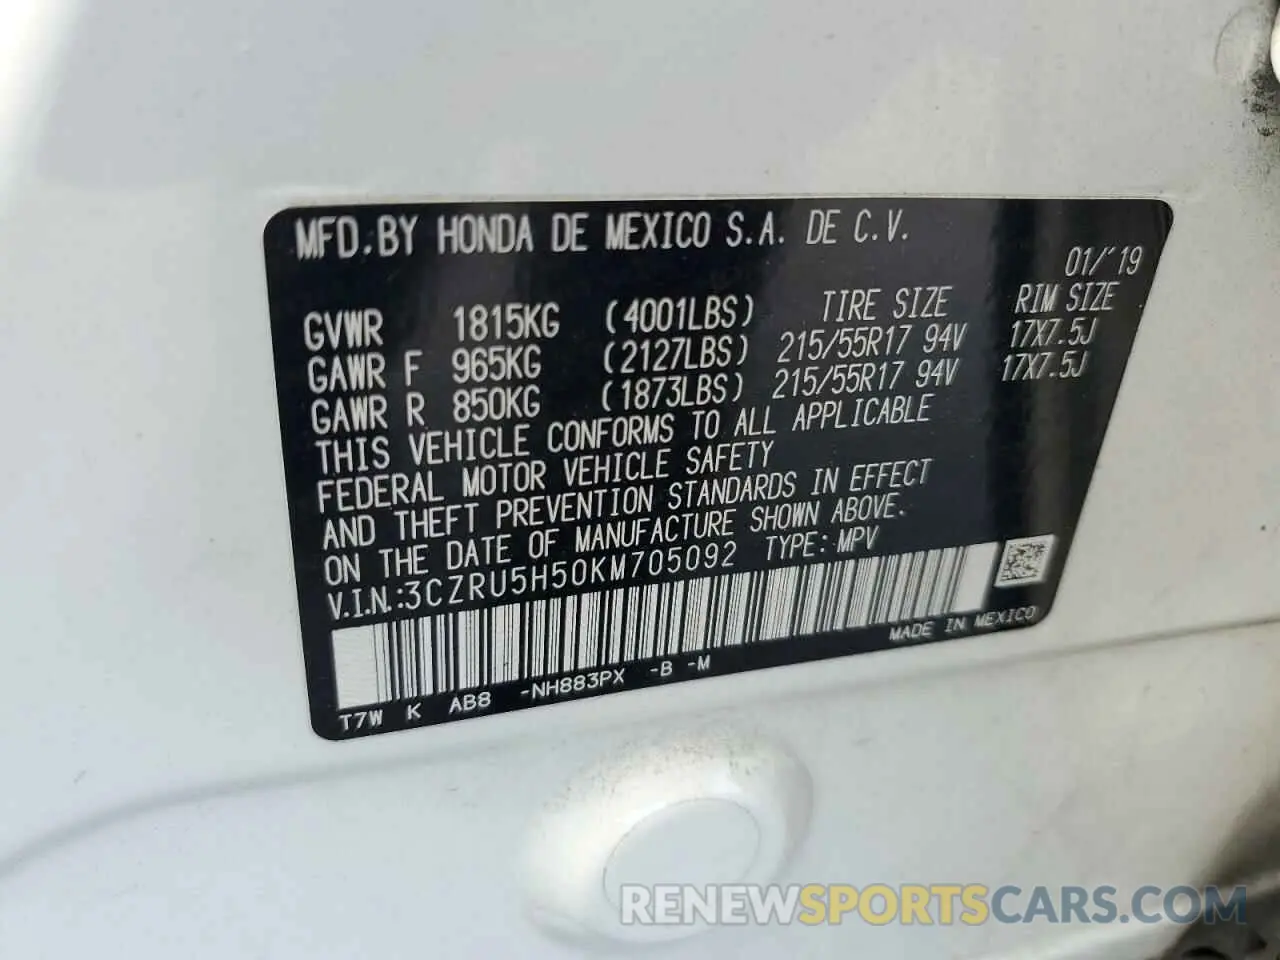 MFD.BY HONDA DE MEXICO S.A. DE C.V.
01/'19
GVWR 1815KG (4001LBS) TIRE SIZE RIM SIZE
GAWR F 965KG (2127LBS) 215/55R17 94V 17X7.5J
GAWR R 850KG (1873LBS) 215/55R17 94V 17X7.5J
THIS VEHICLE CONFORMS TO ALL APPLICABLE
FEDERAL MOTOR VEHICLE SAFETY
AND THEFT PREVENTION STANDARDS IN EFFECT
ON THE DATE OF MANUFACTURE SHOWN ABOVE.
V.I.N.:3CZRU5H50KM705092 TYPE: MPV
MADE IN MEXICO
T7W K AB8 -NH883PX -B -M
RENEWSPORTSCARS.COM